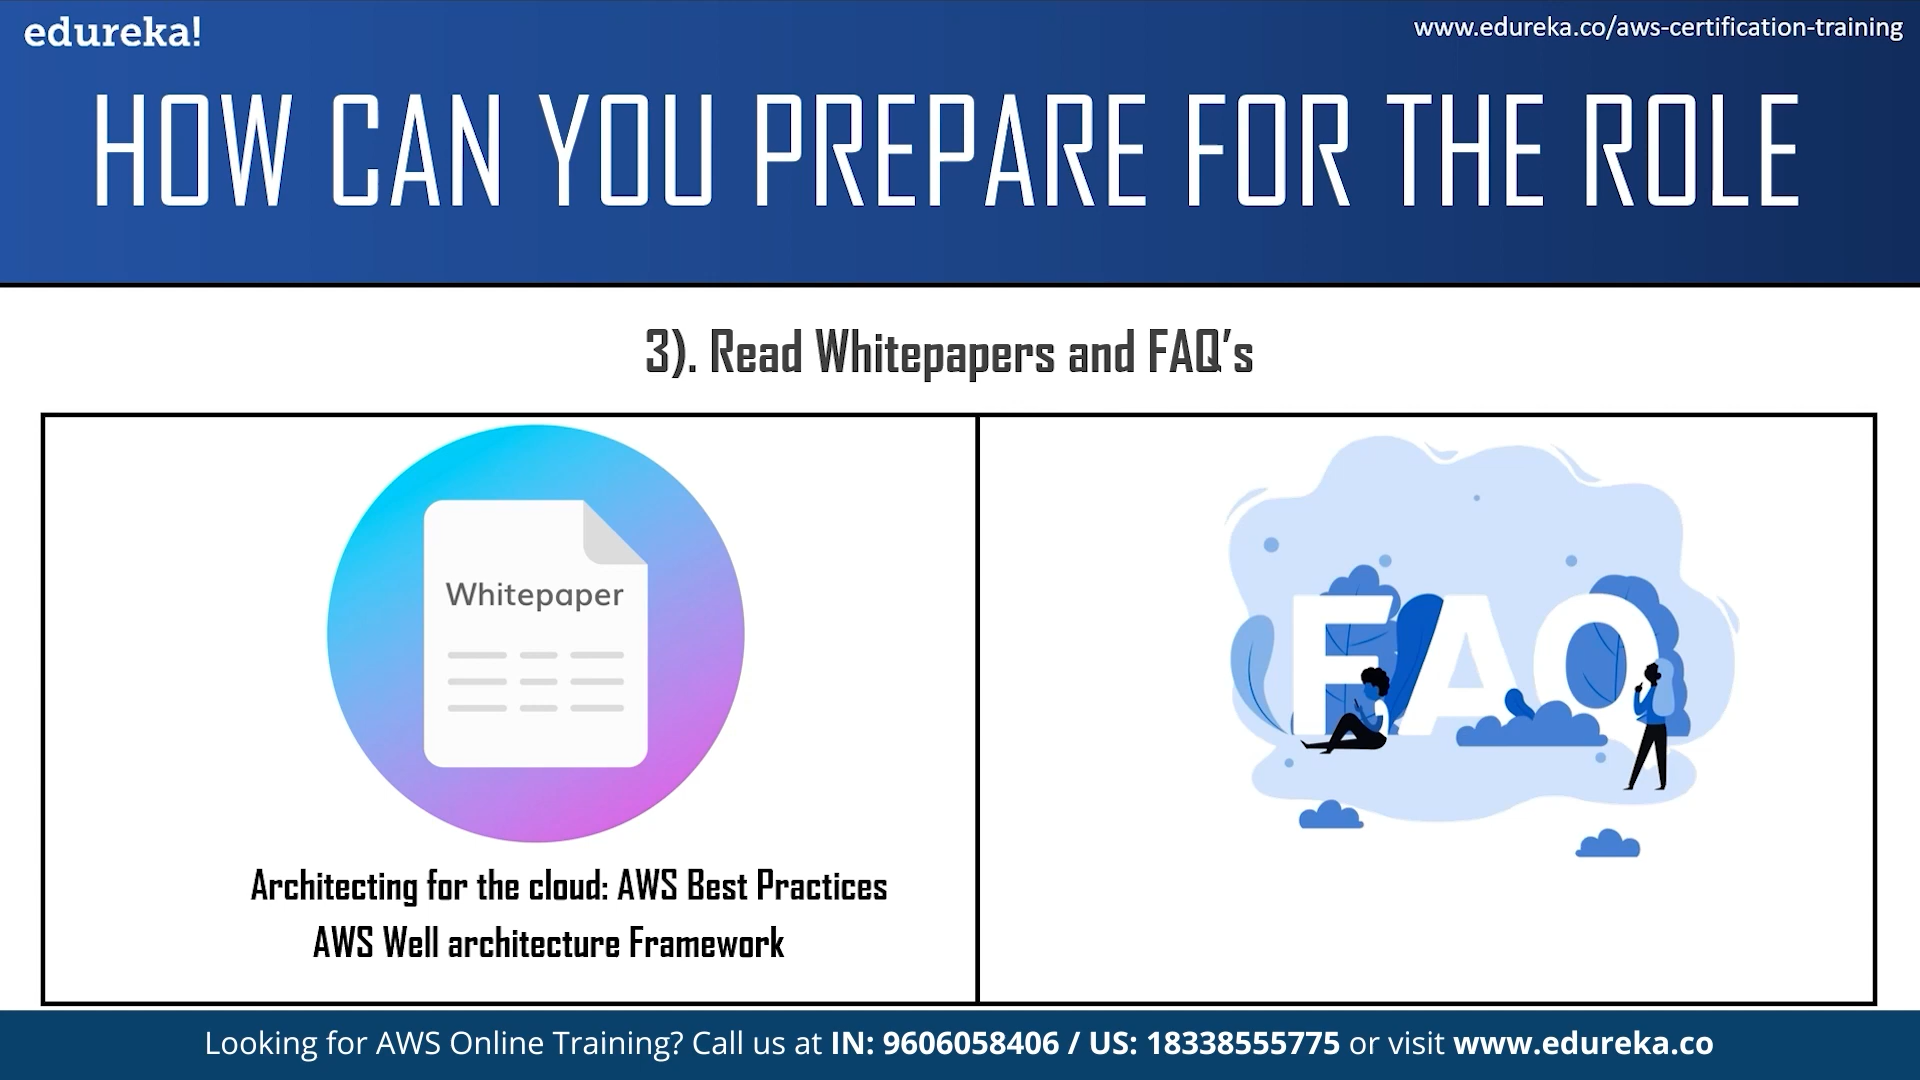 edureka!
www.edureka.co/aws-certification-training
HOW CAN YOU PREPARE FOR THE ROLE
3). Read Whitepapers and FAQ’s
Whitepaper
FAQ
Architecting for the cloud: AWS Best Practices
AWS Well architecture Framework
Looking for AWS Online Training? Call us at IN: 9606058406 / US: 18338555775 or visit www.edureka.co